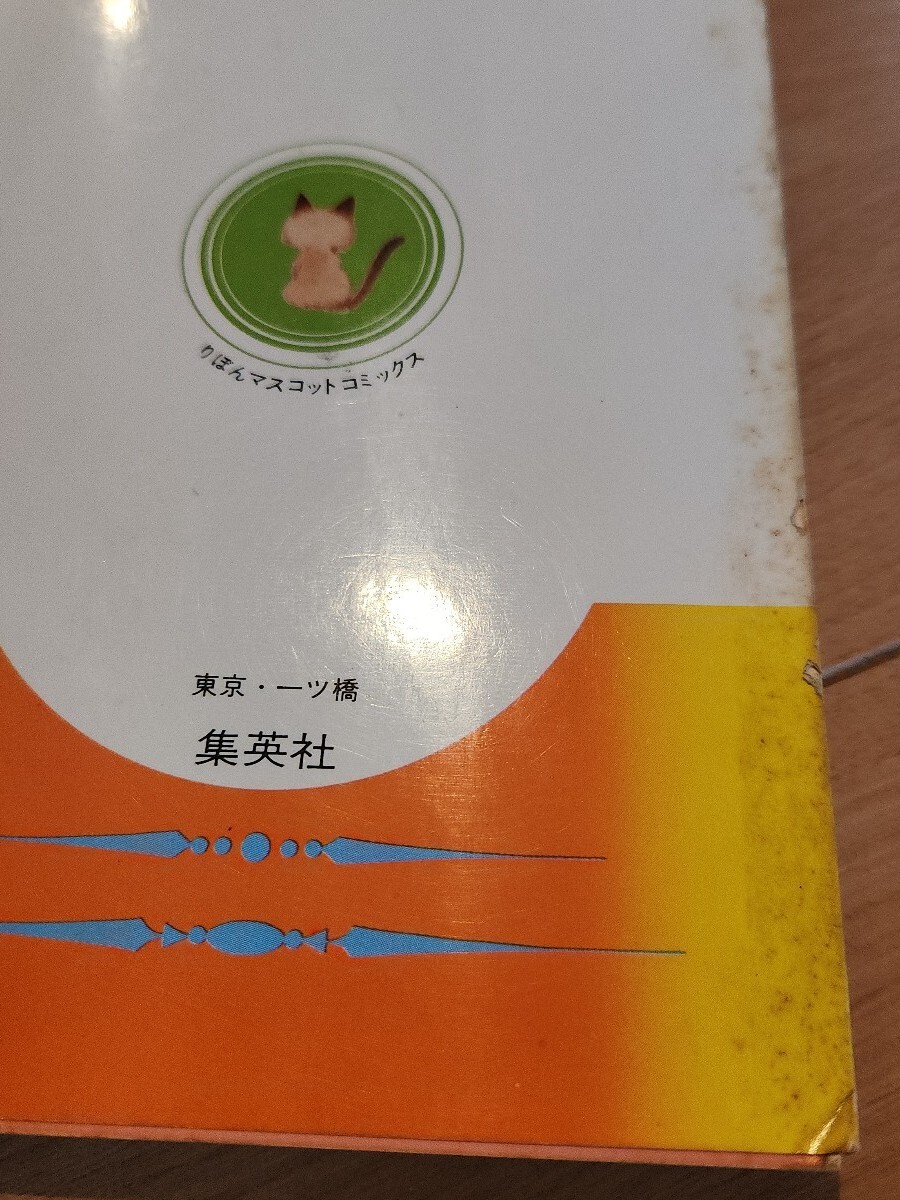 りぼんマスコットコミックス
東京・一ツ橋
集英社